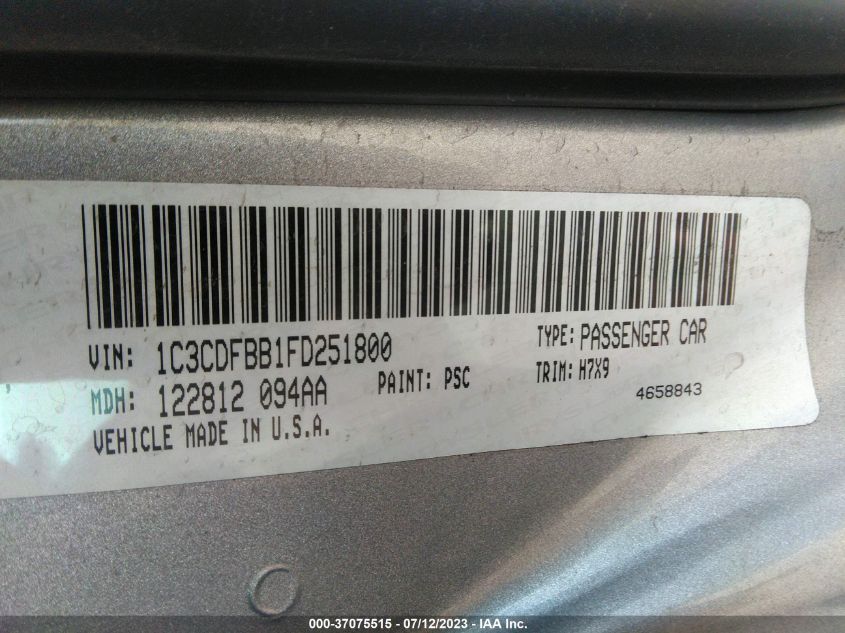 VIN: 1C3CDFBB1FD251800 TYPE: PASSENGER CAR
MDH: 122812 094AA PAINT: PSC TRIM: H7X9
VEHICLE MADE IN U.S.A. 4658843
000-37075515 - 07/12/2023 - IAA Inc.